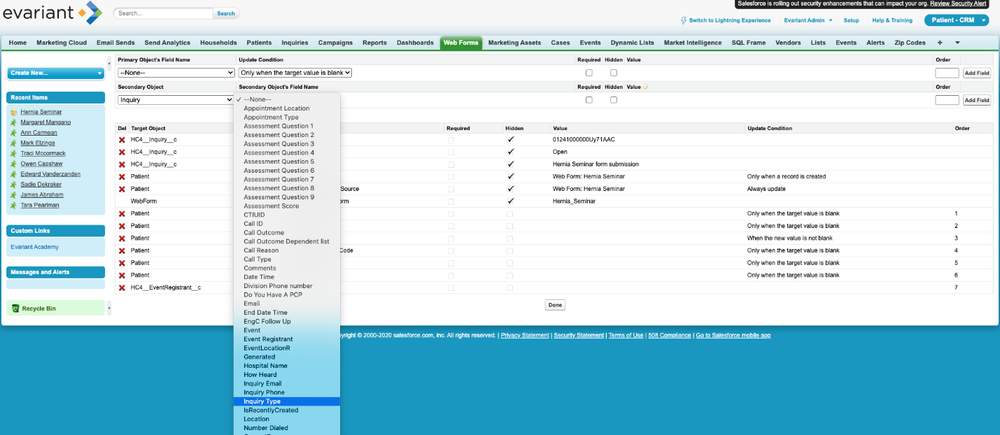 Salesforce is rolling out security enhancements that can impact your org. Review Security Alert
evariant
Search...
Search
Switch to Lightning Experience
Evariant Admin
Setup
Help & Training
Patient - CRM
Home
Marketing Cloud
Email Sends
Send Analytics
Households
Patients
Inquiries
Campaigns
Reports
Dashboards
Web Forms
Marketing Assets
Cases
Events
Dynamic Lists
Market Intelligence
SQL Frame
Vendors
Lists
Events
Alerts
Zip Codes
+
Create New...
Recent Items
Hernia Seminar
Margaret Mangano
Ann Carmean
Mark Elzinga
Traci Mccormack
Owen Capshaw
Edward Vanderzanden
Sadie Dekraker
James Abraham
Tara Pearlman
Custom Links
Evariant Academy
Messages and Alerts
Recycle Bin
Primary Object's Field Name Update Condition Required Hidden Value Order
--None-- Only when the target value is blank Add Field
Secondary Object Secondary Object's Field Name Required Hidden Value Order
Inquiry Add Field
✓ --None--
Appointment Location
Appointment Type
Assessment Question 1
Assessment Question 2
Assessment Question 3
Assessment Question 4
Assessment Question 5
Assessment Question 6
Assessment Question 7
Assessment Question 8
Assessment Question 9
Assessment Score
CTIUID
Call ID
Call Outcome
Call Outcome Dependent list
Call Reason
Call Type
Comments
Date Time
Division Phone number
Do You Have A PCP
Email
End Date Time
EngC Follow Up
Event
Event Registrant
EventLocationR
Generated
Hospital Name
How Heard
Inquiry Email
Inquiry Phone
Inquiry Type
IsRecentlyCreated
Location
Number Dialed
Del Target Object Required Hidden Value Update Condition Order
HC4__Inquiry__c 01241000000Uy71AAC
HC4__Inquiry__c Open
HC4__Inquiry__c Hernia Seminar form submission
Patient Web Form: Hernia Seminar Only when a record is created
Patient Source Web Form: Hernia Seminar Always update
WebForm orm Hernia_Seminar
Patient Only when the target value is blank 1
Patient Only when the target value is blank 2
Patient When the new value is not blank 3
Patient Code Only when the target value is blank 4
Patient Only when the target value is blank 5
Patient Only when the target value is blank 6
HC4__EventRegistrant__c 7
Done
yright © 2000-2020 salesforce.com, inc. All rights reserved. | Privacy Statement | Security Statement | Terms of Use | 508 Compliance | Go to Salesforce mobile app